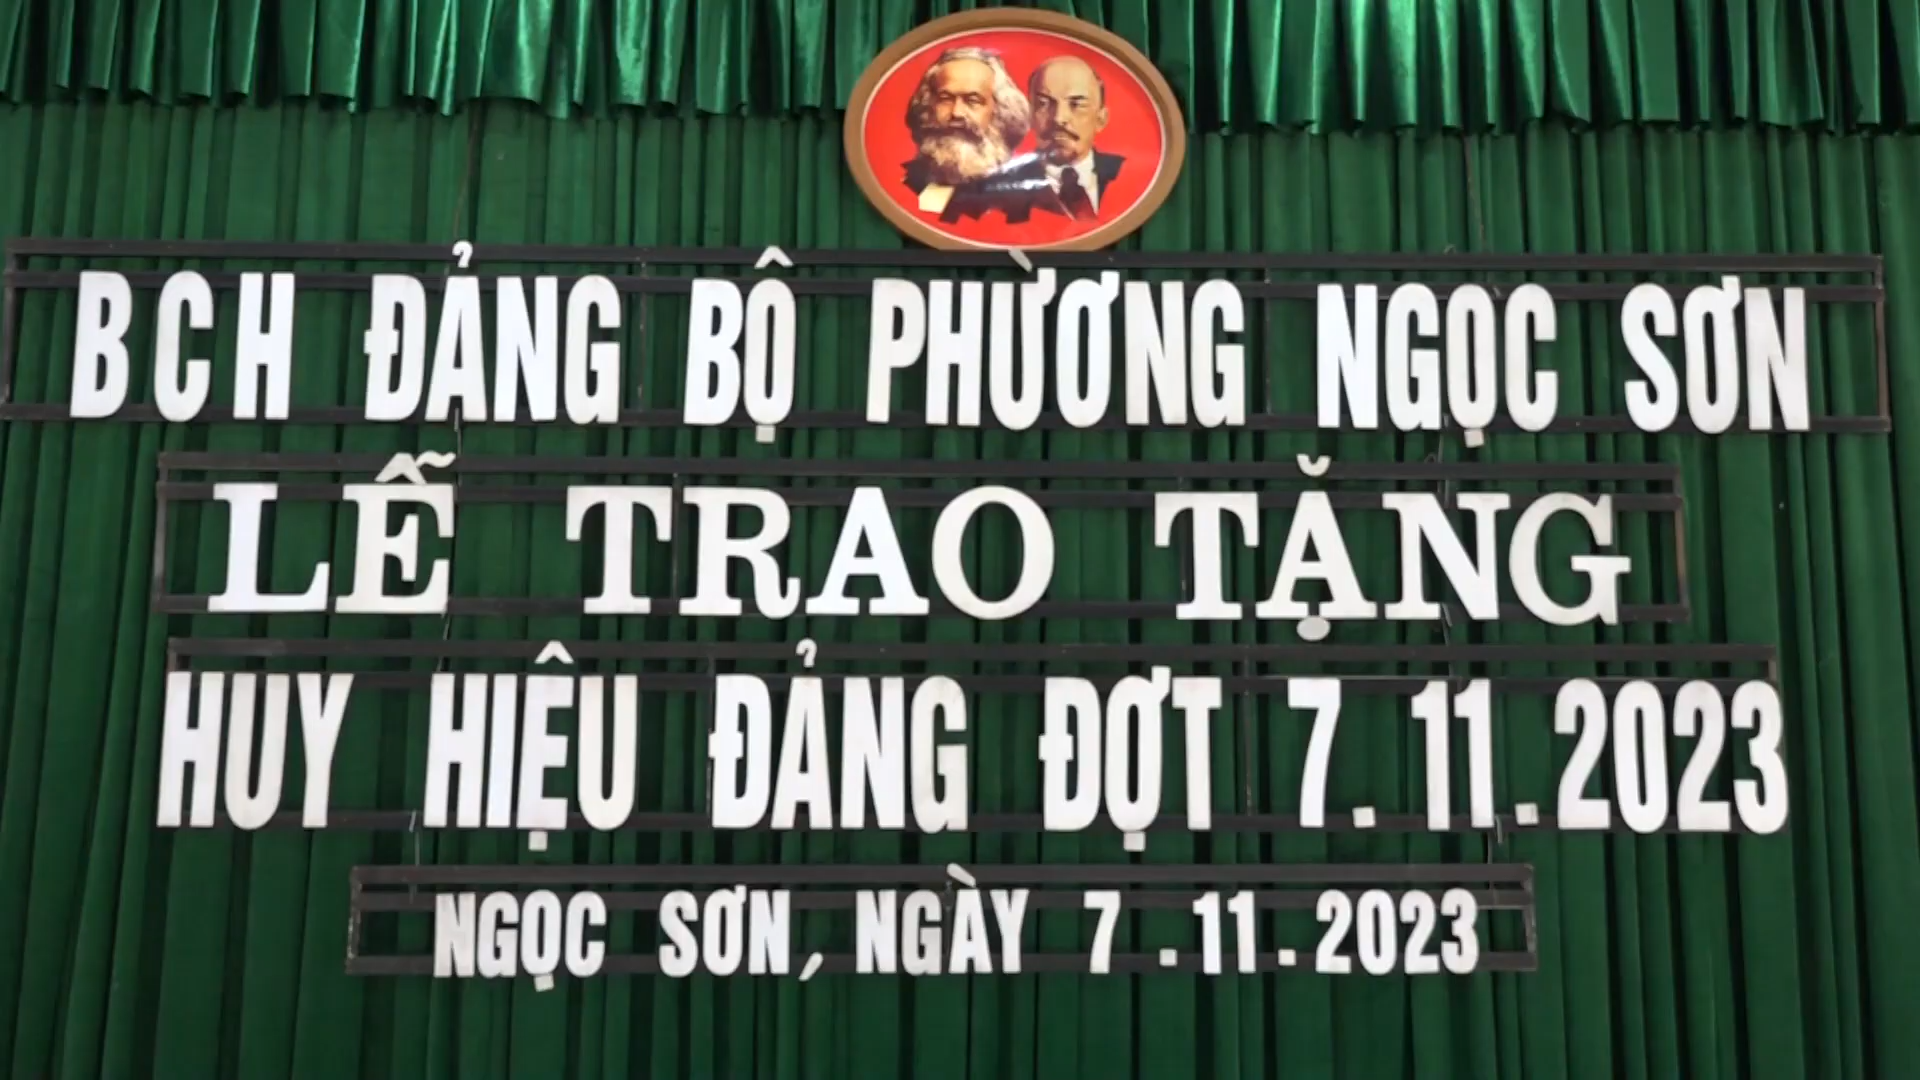 BCH ĐẢNG BỘ PHƯỜNG NGỌC SƠN
LỄ TRAO TẶNG
HUY HIỆU ĐẢNG ĐỢT 7.11.2023
NGỌC SƠN, NGÀY 7.11.2023